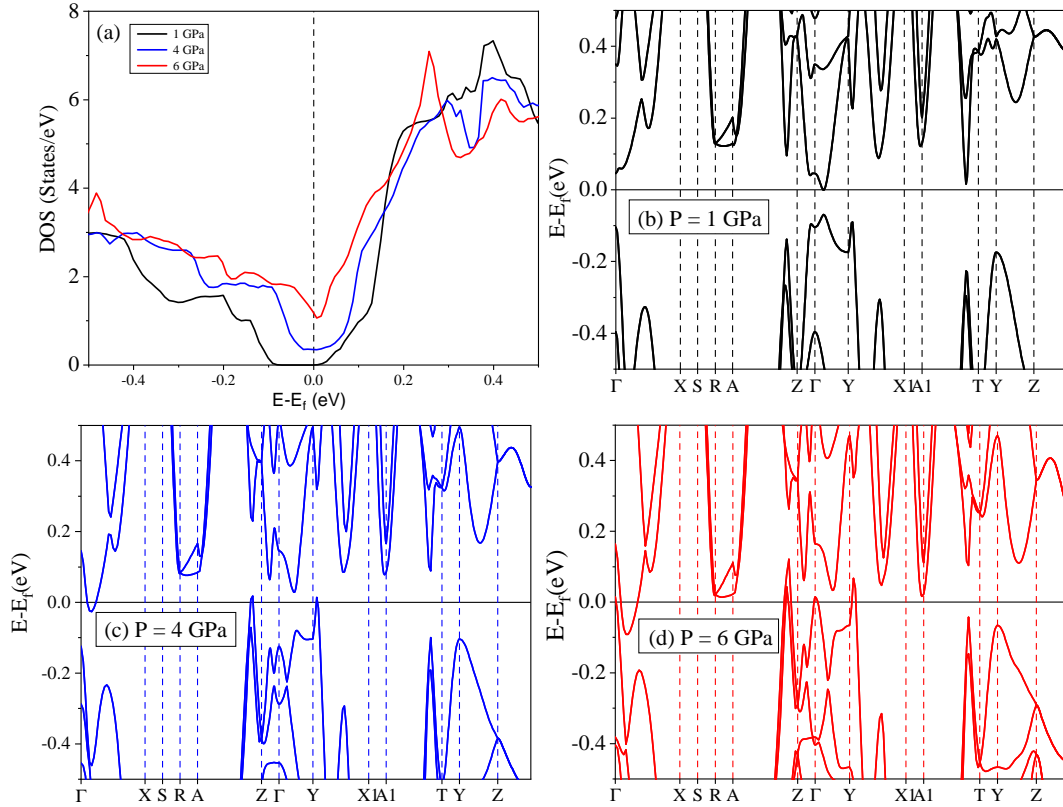 (a)
1 GPa
4 GPa
6 GPa
DOS (States/eV)
8
6
4
2
0
-0.4 -0.2 0.0 0.2 0.4
E-E_f (eV)
E-E_f(eV)
0.4
0.2
0.0
-0.2
-0.4
(b) P = 1 GPa
Γ X S R A Z Γ Y X1A1 T Y Z
E-E_f(eV)
0.4
0.2
0.0
-0.2
-0.4
(c) P = 4 GPa
Γ X S R A Z Γ Y X1A1 T Y Z
E-E_f(eV)
0.4
0.2
0.0
-0.2
-0.4
(d) P = 6 GPa
Γ X S R A Z Γ Y X1A1 T Y Z